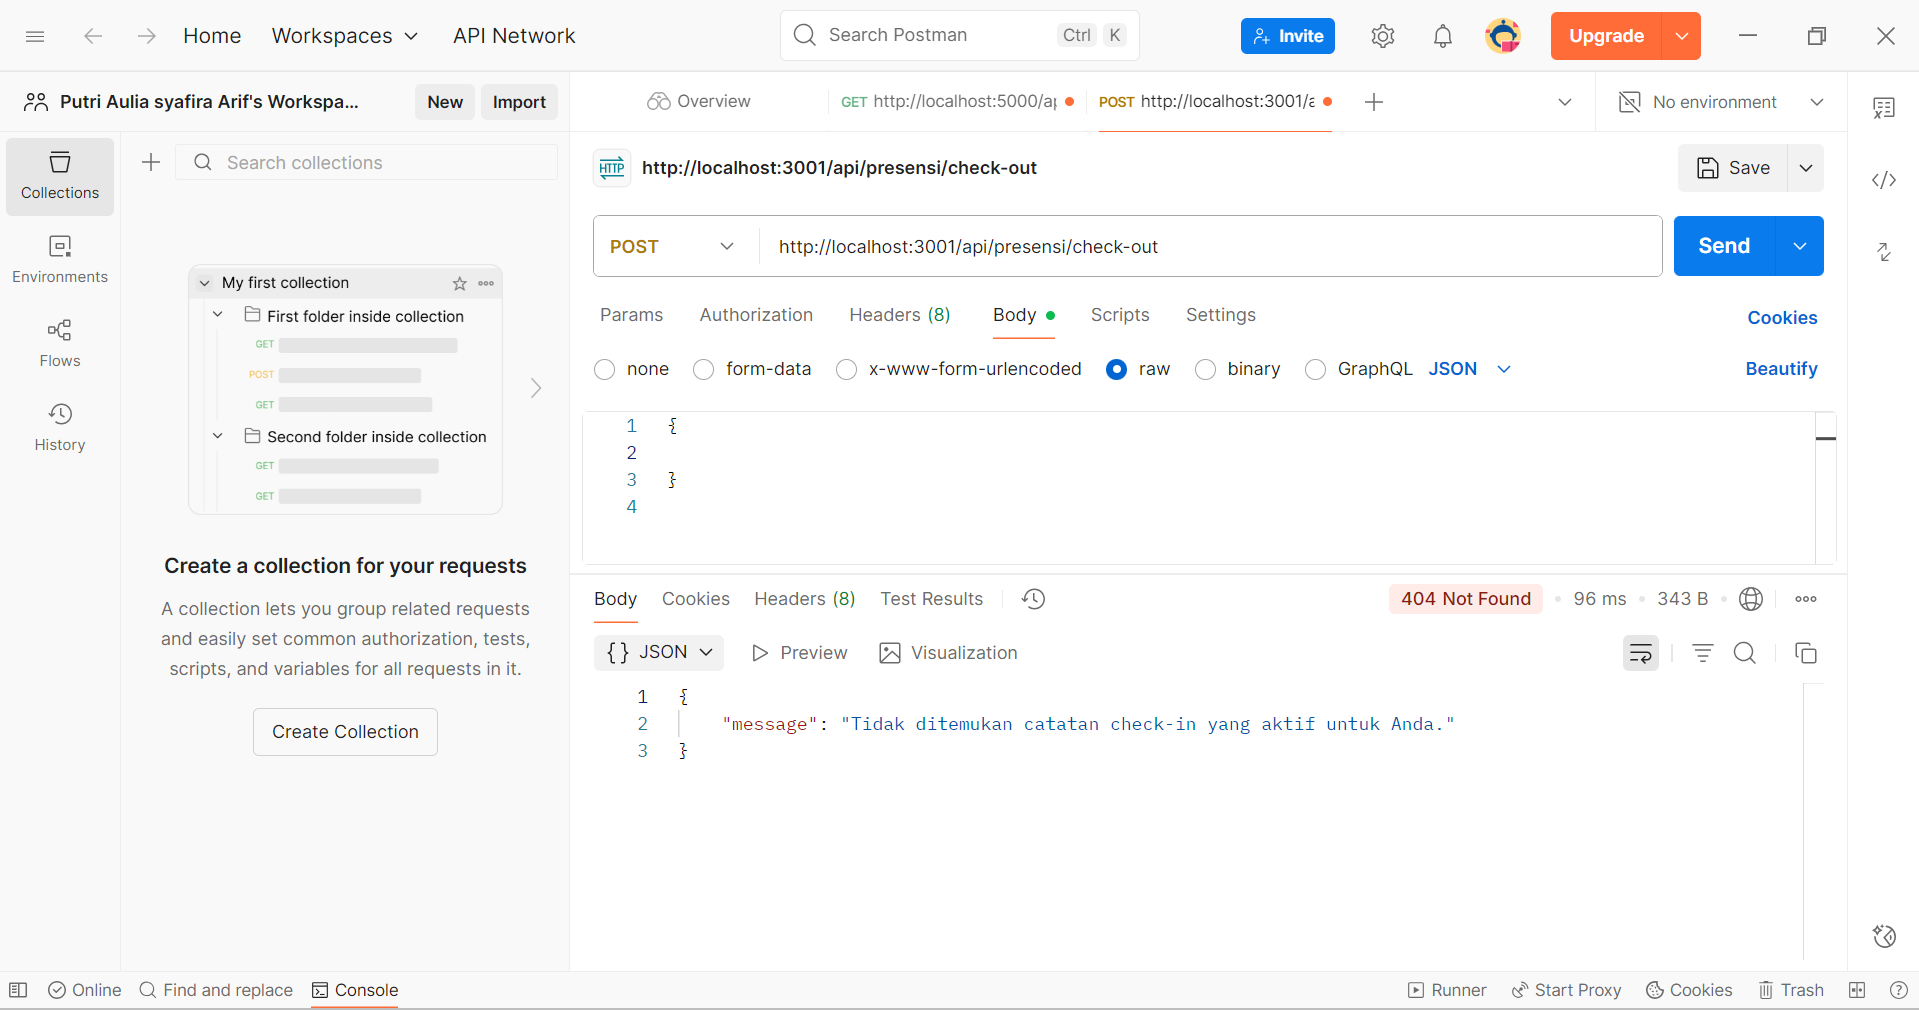 Home Workspaces API Network Search Postman Ctrl K Invite Upgrade
Putri Aulia syafira Arif's Workspa... New Import Overview GET http://localhost:5000/ap POST http://localhost:3001/a No environment
Collections
Environments
Flows
History
Search collections
My first collection
First folder inside collection
GET
POST
GET
Second folder inside collection
GET
GET
Create a collection for your requests
A collection lets you group related requests
and easily set common authorization, tests,
scripts, and variables for all requests in it.
Create Collection
HTTP http://localhost:3001/api/presensi/check-out Save
POST http://localhost:3001/api/presensi/check-out Send
Params Authorization Headers (8) Body Scripts Settings Cookies
none form-data x-www-form-urlencoded raw binary GraphQL JSON Beautify
1 {
2
3 }
4
Body Cookies Headers (8) Test Results 404 Not Found 96 ms 343 B
{} JSON Preview Visualization
1 {
2 "message": "Tidak ditemukan catatan check-in yang aktif untuk Anda."
3 }
Online Find and replace Console Runner Start Proxy Cookies Trash